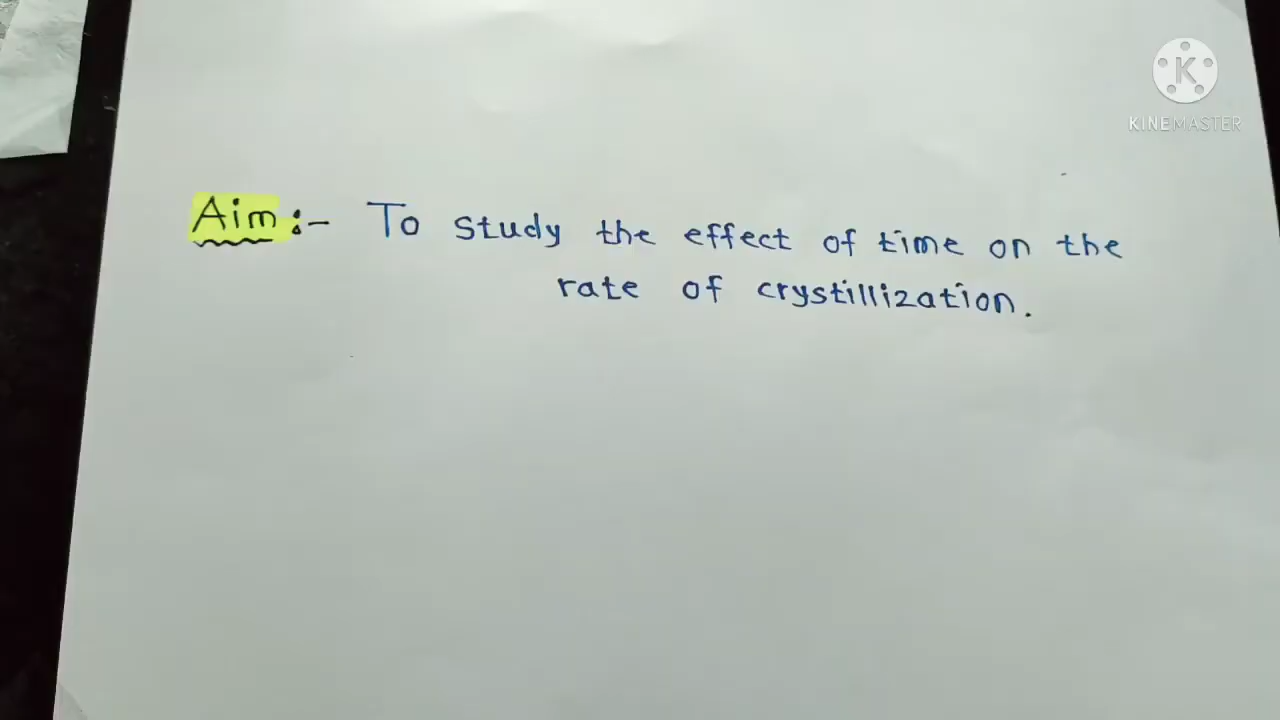 KINEMASTER
Aim:- To study the effect of time on the
rate of crystillization.